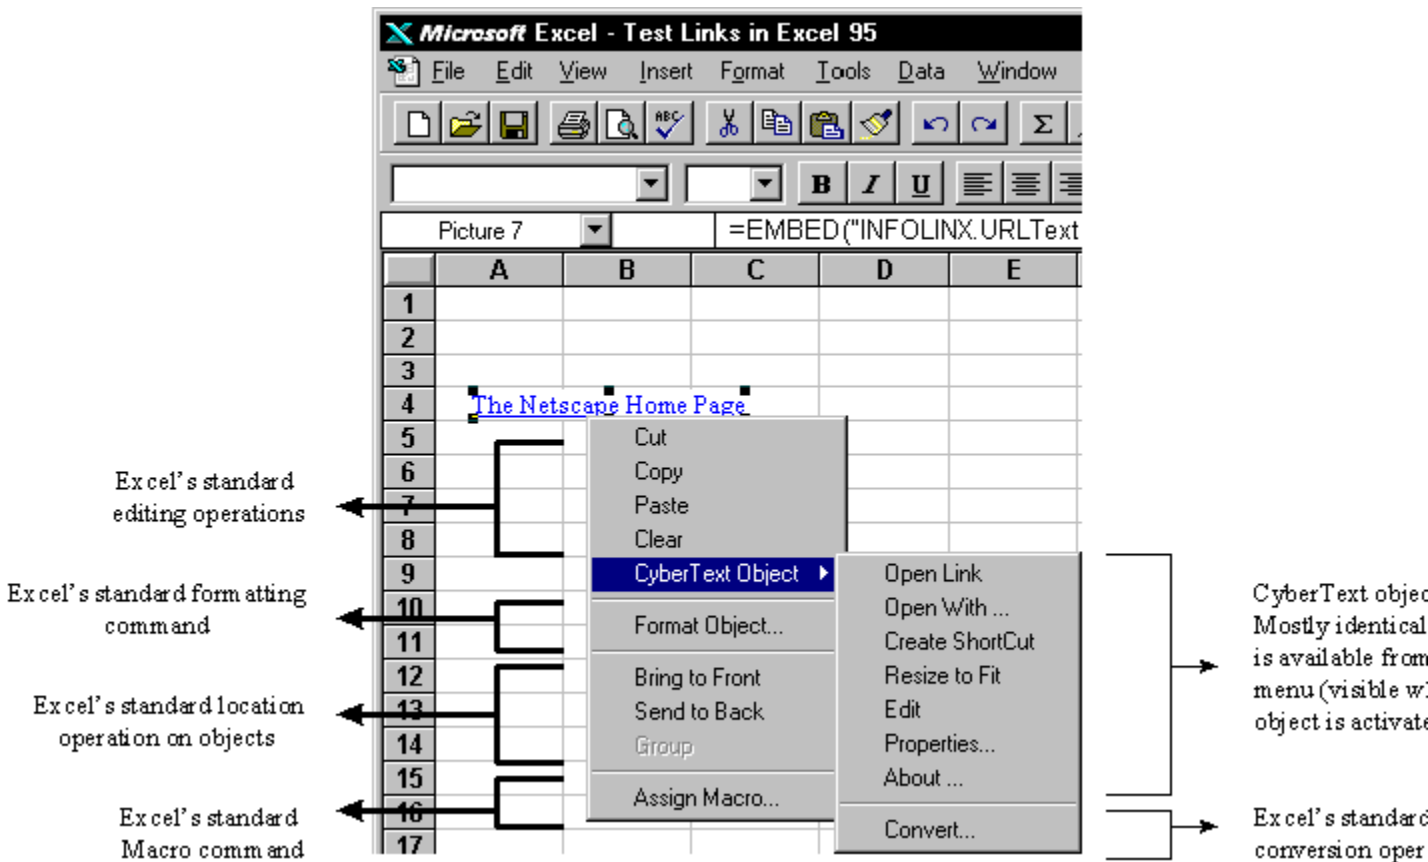 Microsoft Excel - Test Links in Excel 95
File Edit View Insert Format Tools Data Window
ABC Σ
B I U
Picture 7 =EMBED("INFOLINX.URLText
A B C D E
1
2
3
4 The Netscape Home Page
5
6
7
8
9
10
11
12
13
14
15
16
17
Cut
Copy
Paste
Clear
CyberText Object
Format Object...
Bring to Front
Send to Back
Group
Assign Macro...
Open Link
Open With ...
Create ShortCut
Resize to Fit
Edit
Properties...
About ...
Convert...
Excel's standard
editing operations
Excel's standard formatting
command
Excel's standard location
operation on objects
Excel's standard
Macro command
CyberText objec
Mostly identical
is available from
menu (visible w
object is activate
Excel's standard
conversion oper